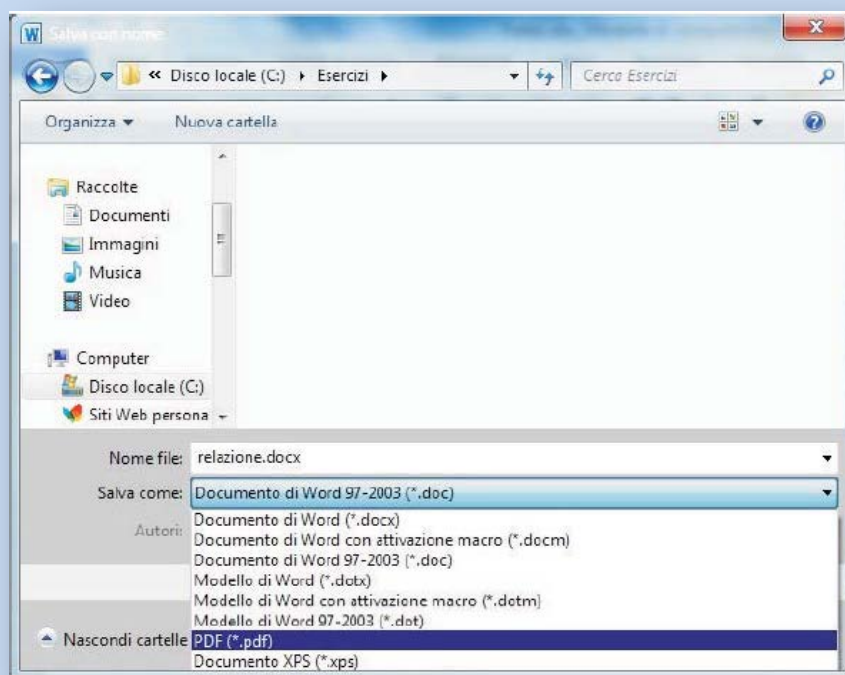 Salva con nome
« Disco locale (C:) ▸ Esercizi ▸
Cerca Esercizi
Organizza ▾ Nuova cartella
Raccolte
Documenti
Immagini
Musica
Video
Computer
Disco locale (C:)
Siti Web persona
Nome file: relazione.docx
Salva come: Documento di Word 97-2003 (*.doc)
Autori:
Documento di Word (*.docx)
Documento di Word con attivazione macro (*.docm)
Documento di Word 97-2003 (*.doc)
Modello di Word (*.dotx)
Modello di Word con attivazione macro (*.dotm)
Modello di Word 97-2003 (*.dot)
Nascondi cartelle
PDF (*.pdf)
Documento XPS (*.xps)